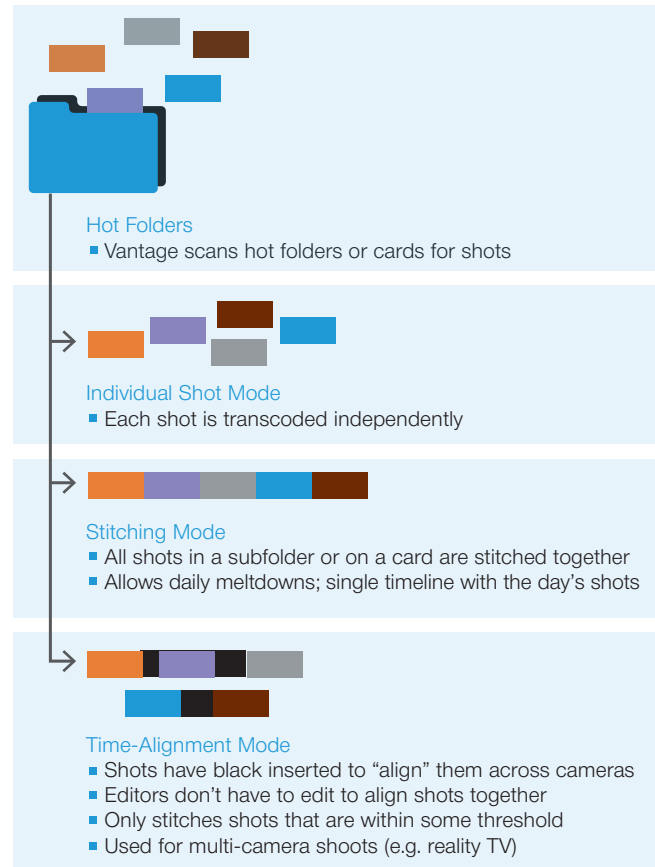 Hot Folders
Vantage scans hot folders or cards for shots
Individual Shot Mode
Each shot is transcoded independently
Stitching Mode
All shots in a subfolder or on a card are stitched together
Allows daily meltdowns; single timeline with the day's shots
Time-Alignment Mode
Shots have black inserted to “align” them across cameras
Editors don't have to edit to align shots together
Only stitches shots that are within some threshold
Used for multi-camera shoots (e.g. reality TV)